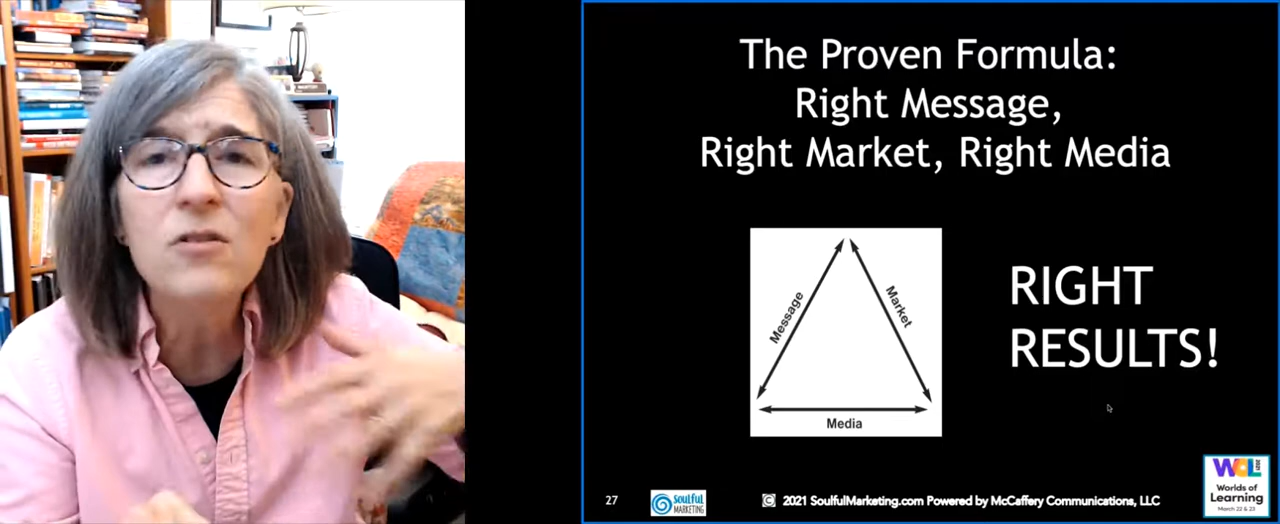 The Proven Formula:
Right Message,
Right Market, Right Media
Message
Market
Media
RIGHT
RESULTS!
27
soulful
MARKETING
© 2021 SoulfulMarketing.com Powered by McCaffery Communications, LLC
WOL 2021
Worlds of
Learning
March 22 & 23